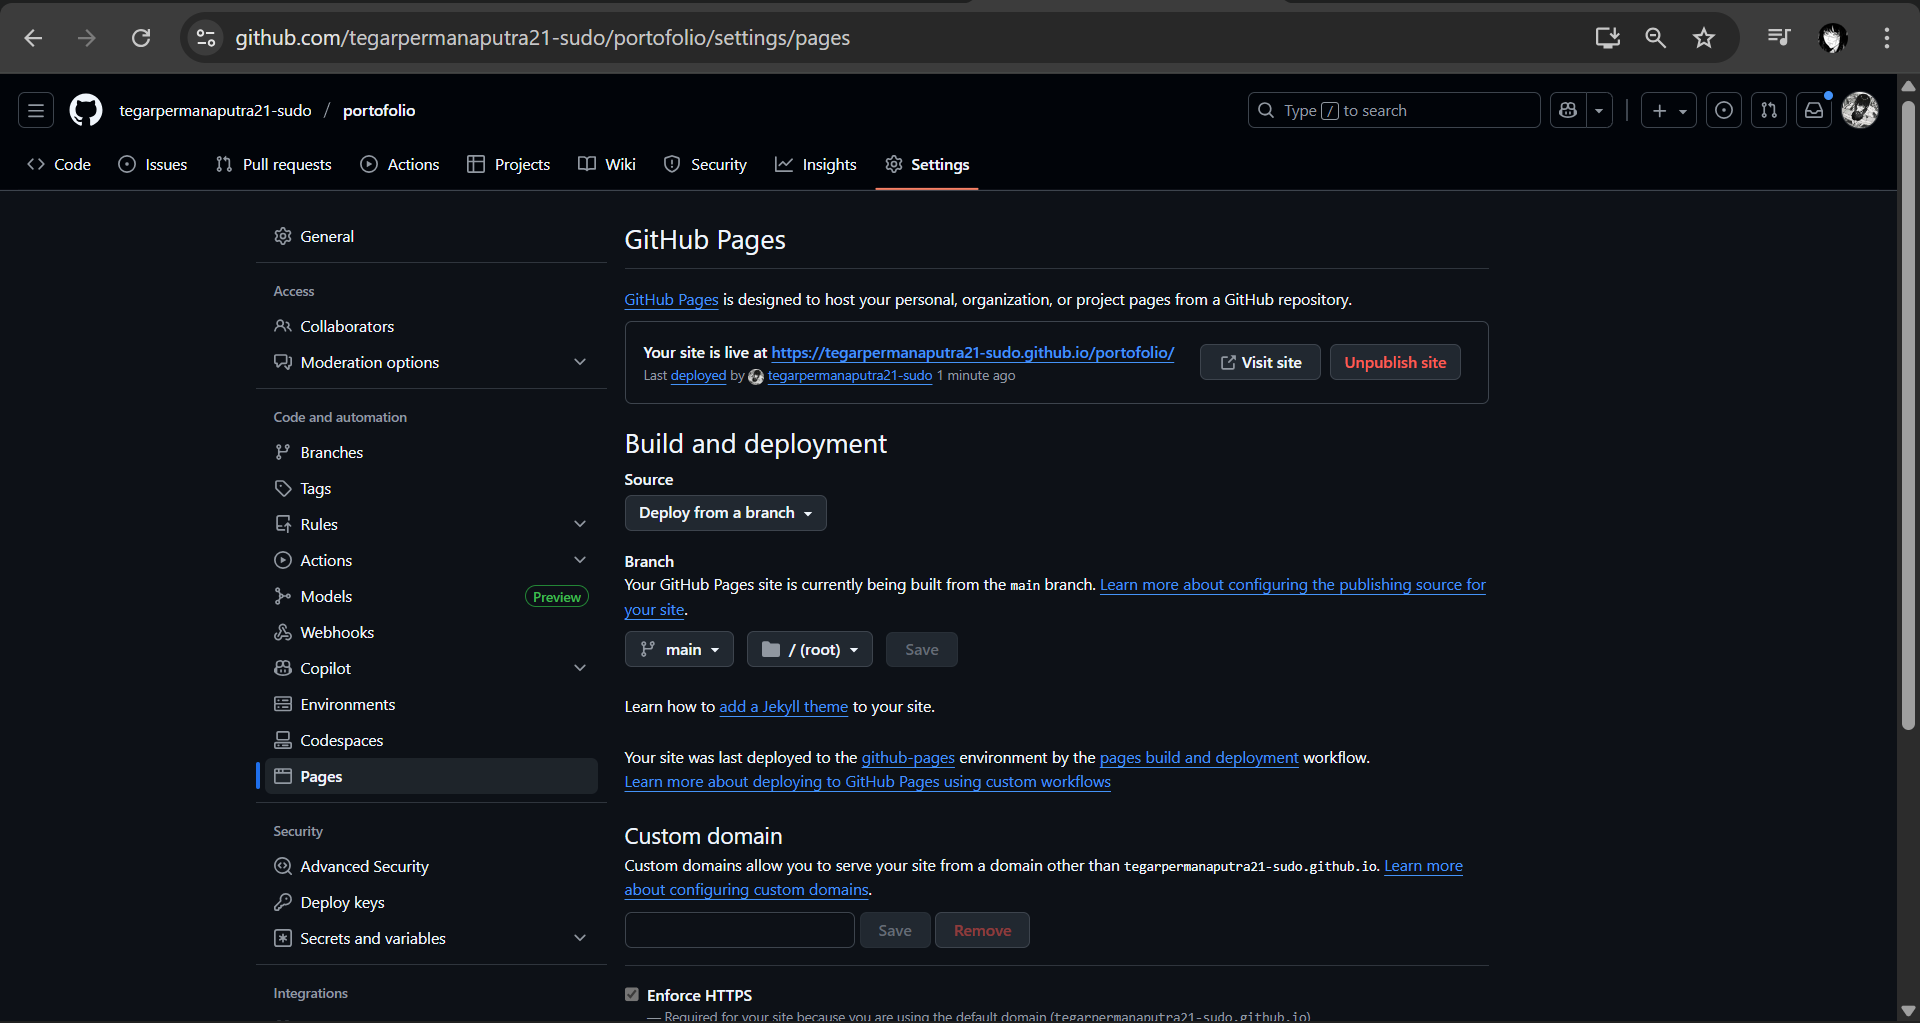 github.com/tegarpermanaputra21-sudo/portofolio/settings/pages
tegarpermanaputra21-sudo / portofolio
Type / to search
Code Issues Pull requests Actions Projects Wiki Security Insights Settings
General
Access
Collaborators
Moderation options
Code and automation
Branches
Tags
Rules
Actions
Models Preview
Webhooks
Copilot
Environments
Codespaces
Pages
Security
Advanced Security
Deploy keys
Secrets and variables
Integrations
GitHub Pages
GitHub Pages is designed to host your personal, organization, or project pages from a GitHub repository.
Your site is live at https://tegarpermanaputra21-sudo.github.io/portofolio/
Last deployed by tegarpermanaputra21-sudo 1 minute ago
Visit site Unpublish site
Build and deployment
Source
Deploy from a branch
Branch
Your GitHub Pages site is currently being built from the main branch. Learn more about configuring the publishing source for
your site.
main / (root) Save
Learn how to add a Jekyll theme to your site.
Your site was last deployed to the github-pages environment by the pages build and deployment workflow.
Learn more about deploying to GitHub Pages using custom workflows
Custom domain
Custom domains allow you to serve your site from a domain other than tegarpermanaputra21-sudo.github.io. Learn more
about configuring custom domains.
Save Remove
Enforce HTTPS
— Required for your site because you are using the default domain (tegarpermanaputra21-sudo.github.io)